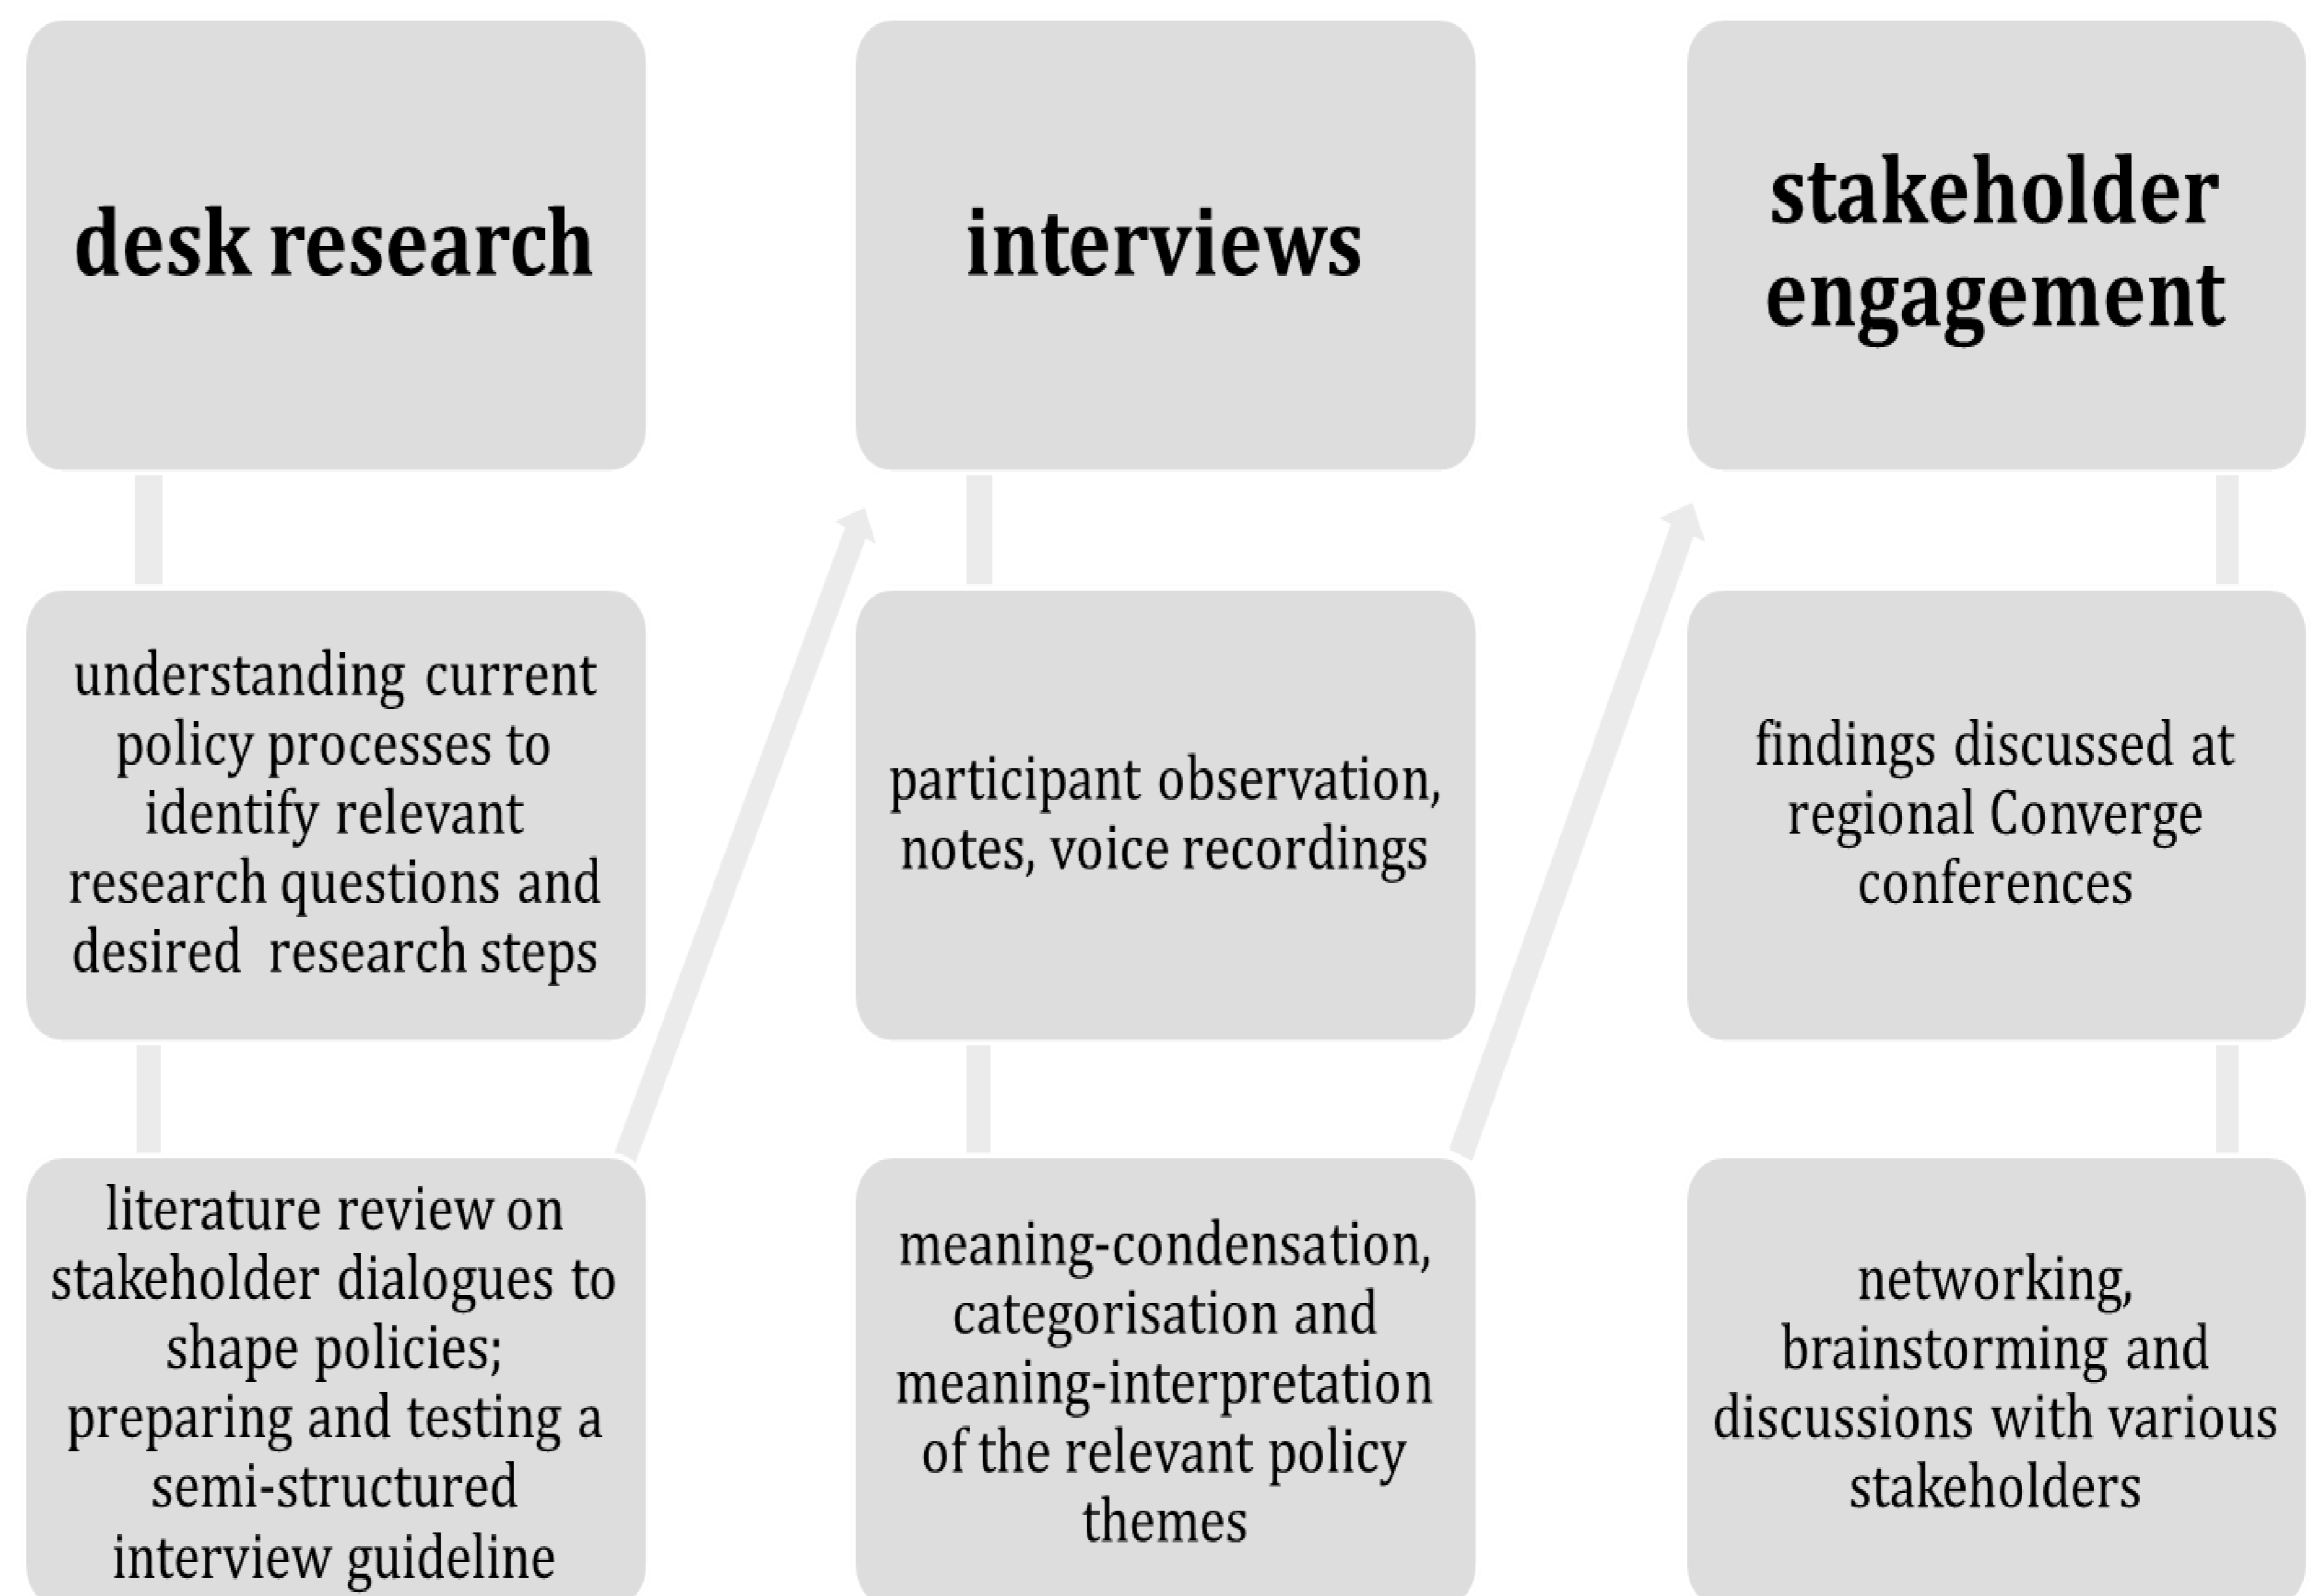 desk research
understanding current
policy processes to
identify relevant
research questions and
desired research steps
literature review on
stakeholder dialogues to
shape policies;
preparing and testing a
semi-structured
interview guideline
interviews
participant observation,
notes, voice recordings
meaning-condensation,
categorisation and
meaning-interpretation
of the relevant policy
themes
stakeholder
engagement
findings discussed at
regional Converge
conferences
networking,
brainstorming and
discussions with various
stakeholders